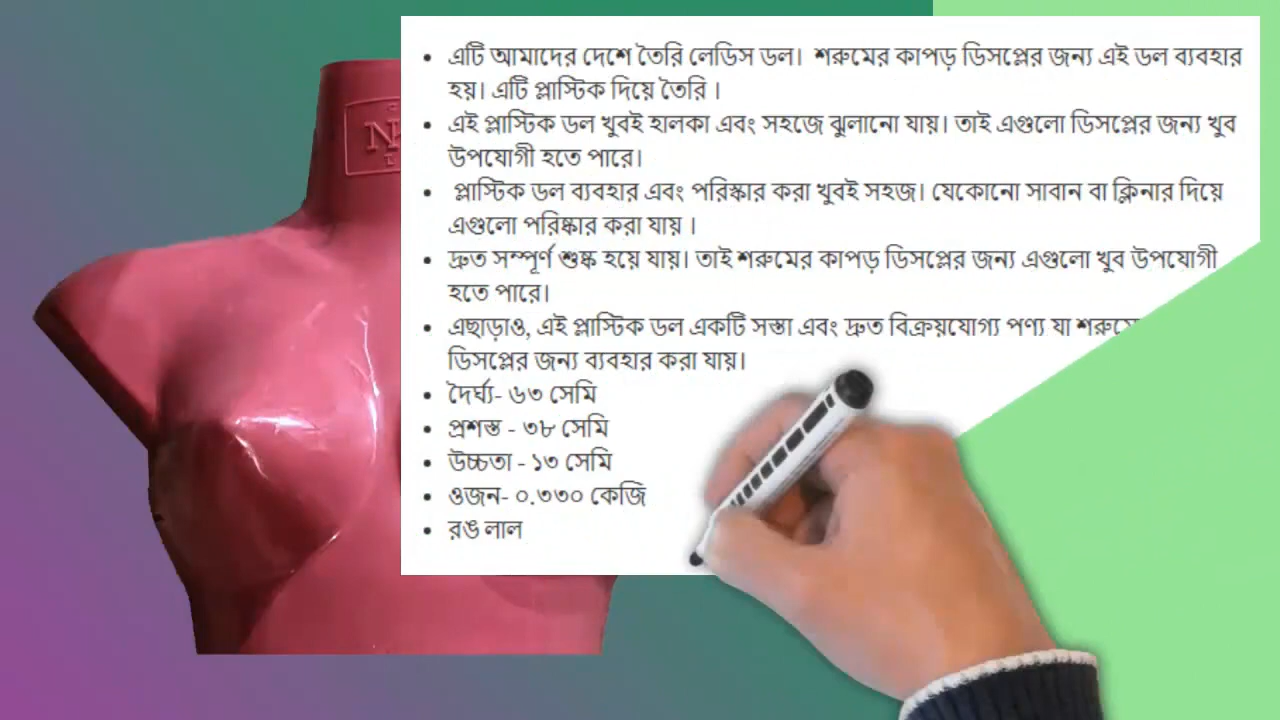 এটি আমাদের দেশে তৈরি লেডিস ডল। শরুমের কাপড় ডিসপ্লের জন্য এই ডল ব্যবহার
হয়। এটি প্লাস্টিক দিয়ে তৈরি।
এই প্লাস্টিক ডল খুবই হালকা এবং সহজে ঝুলানো যায়। তাই এগুলো ডিসপ্লের জন্য খুব
উপযোগী হতে পারে।
প্লাস্টিক ডল ব্যবহার এবং পরিস্কার করা খুবই সহজ। যেকোনো সাবান বা ক্লিনার দিয়ে
এগুলো পরিষ্কার করা যায়।
দ্রুত সম্পূর্ণ শুষ্ক হয়ে যায়। তাই শরুমের কাপড় ডিসপ্লের জন্য এগুলো খুব উপযোগী
হতে পারে।
এছাড়াও, এই প্লাস্টিক ডল একটি সস্তা এবং দ্রুত বিক্রয়যোগ্য পণ্য যা
ডিসপ্লের জন্য ব্যবহার করা যায়।
দৈর্ঘ্য- ৬৩ সেমি
প্রশস্ত - ৩৮ সেমি
উচ্চতা - ১৩ সেমি
ওজন- ০.৩৩০ কেজি
রঙ লাল